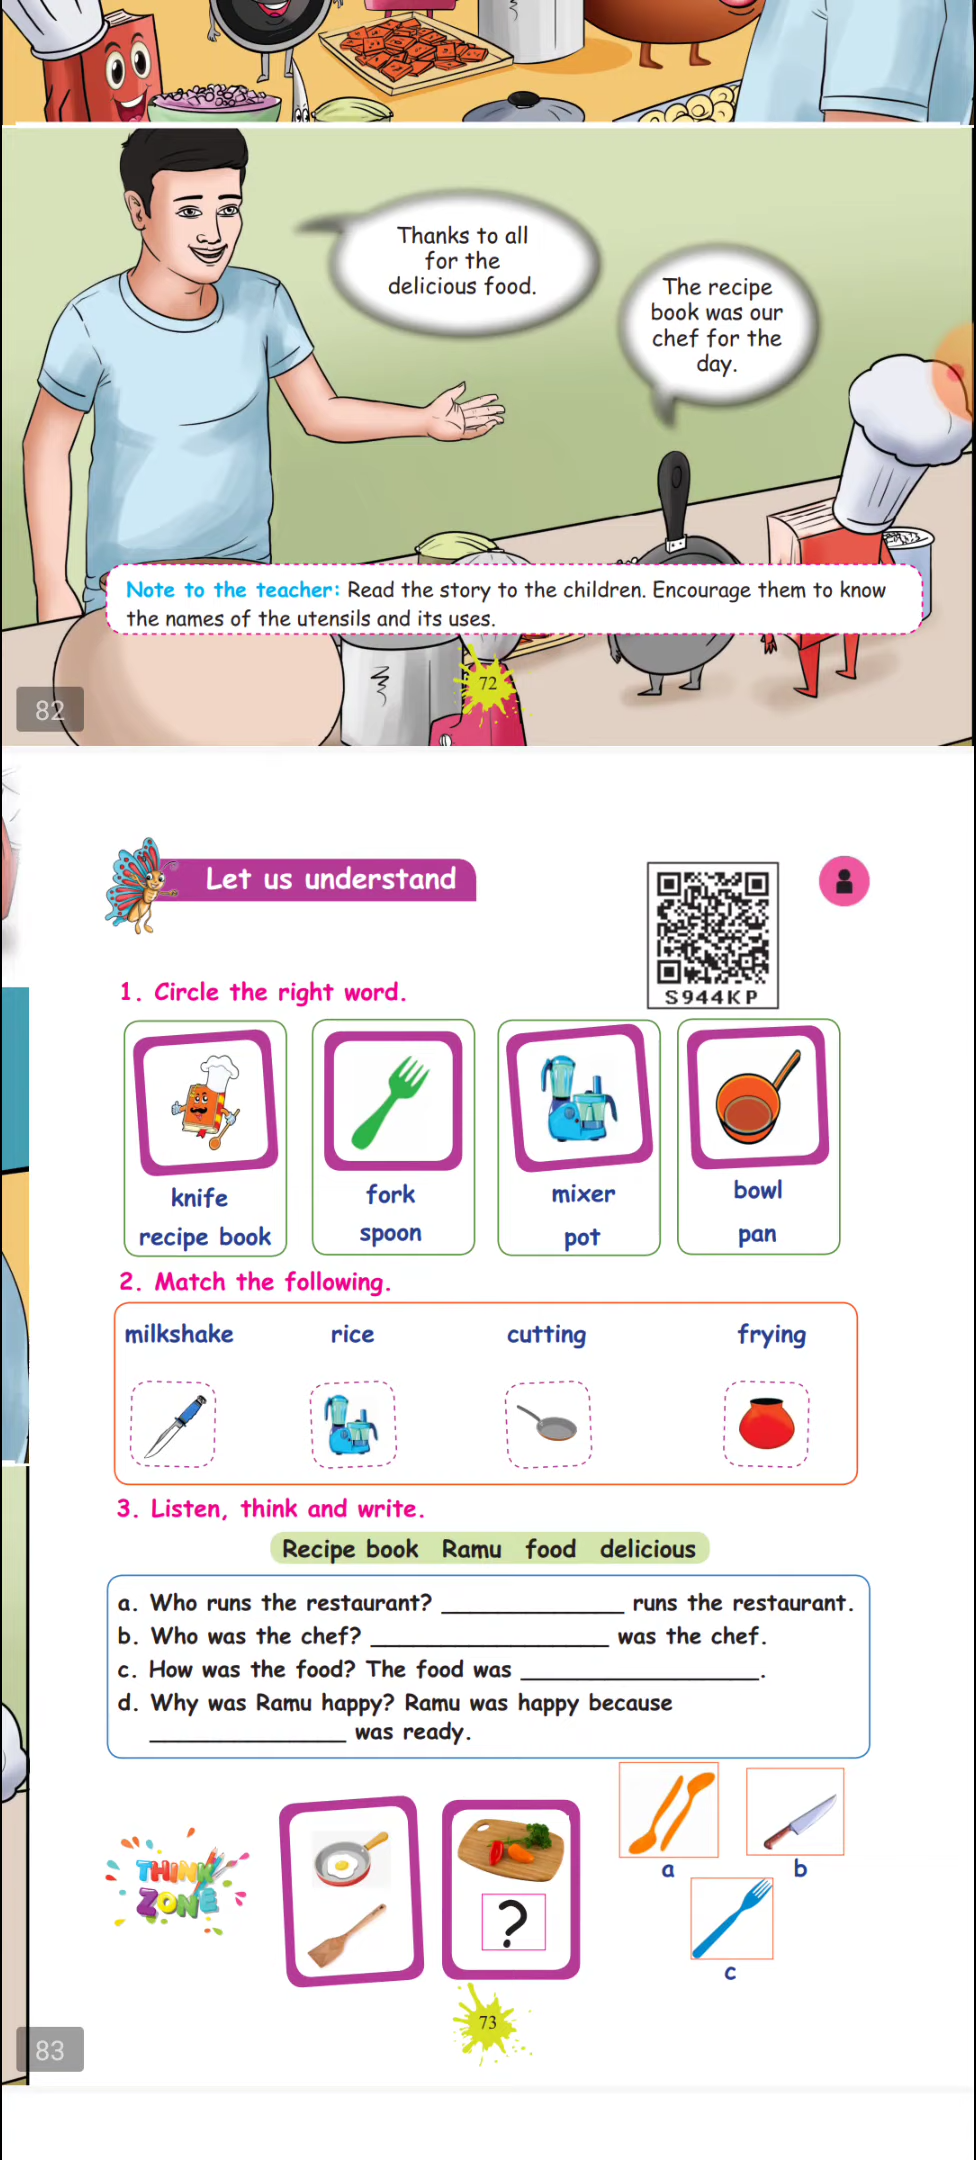 Thanks to all
for the
delicious food.
The recipe
book was our
chef for the
day.
Note to the teacher: Read the story to the children. Encourage them to know
the names of the utensils and its uses.
72
82
Let us understand
S944KP
1. Circle the right word.
knife
recipe book
fork
spoon
mixer
pot
bowl
pan
2. Match the following.
milkshake rice cutting frying
3. Listen, think and write.
Recipe book Ramu food delicious
a. Who runs the restaurant? ______________ runs the restaurant.
b. Who was the chef? __________________ was the chef.
c. How was the food? The food was __________________.
d. Why was Ramu happy? Ramu was happy because
_______________ was ready.
THINK
ZONE
?
a
b
c
73
83